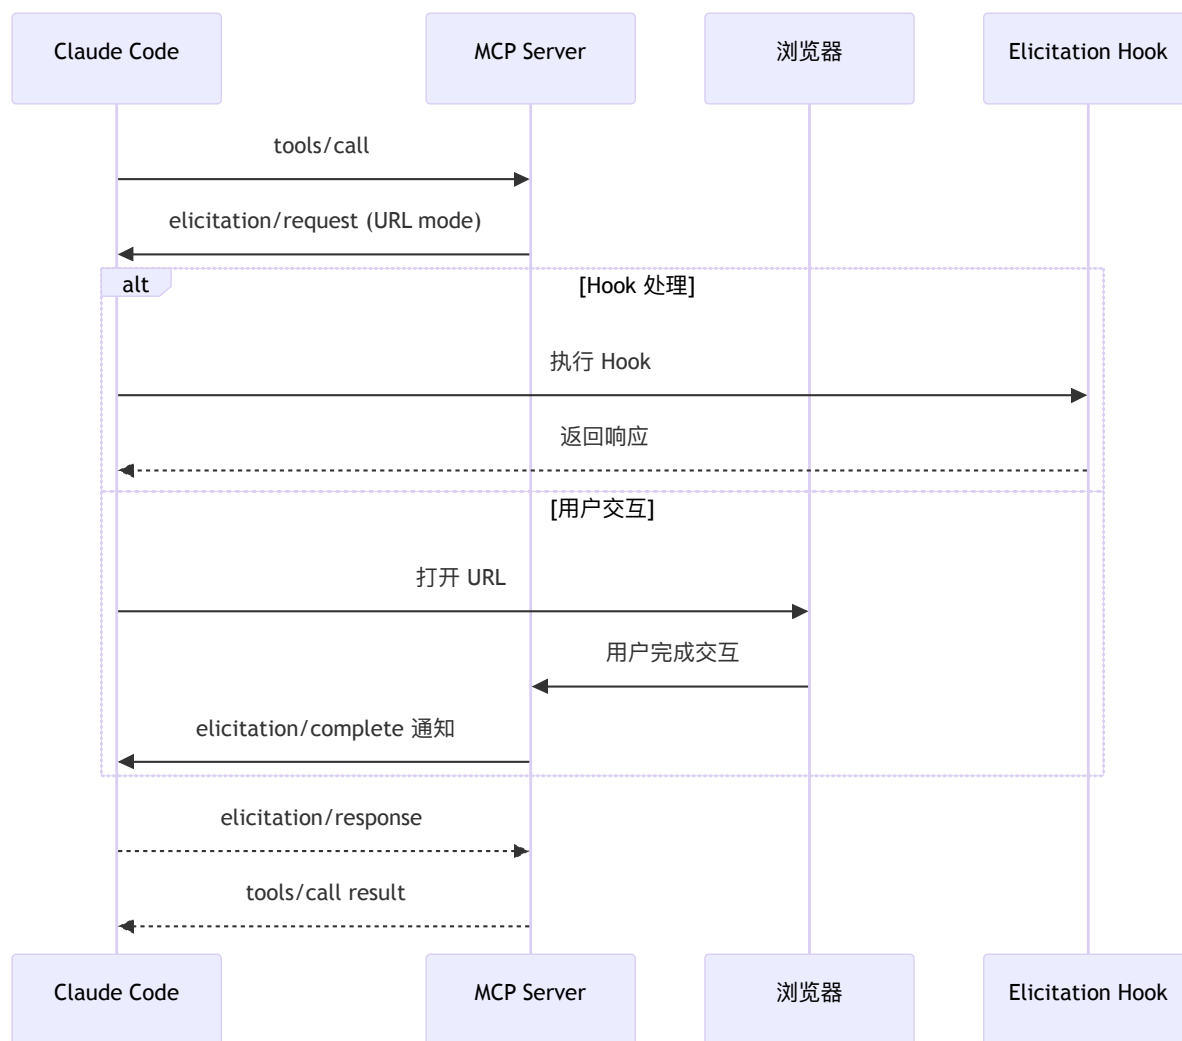 Claude Code
MCP Server
浏览器
Elicitation Hook
tools/call
elicitation/request (URL mode)
alt
[Hook 处理]
执行 Hook
返回响应
[用户交互]
打开 URL
用户完成交互
elicitation/complete 通知
elicitation/response
tools/call result
Claude Code
MCP Server
浏览器
Elicitation Hook